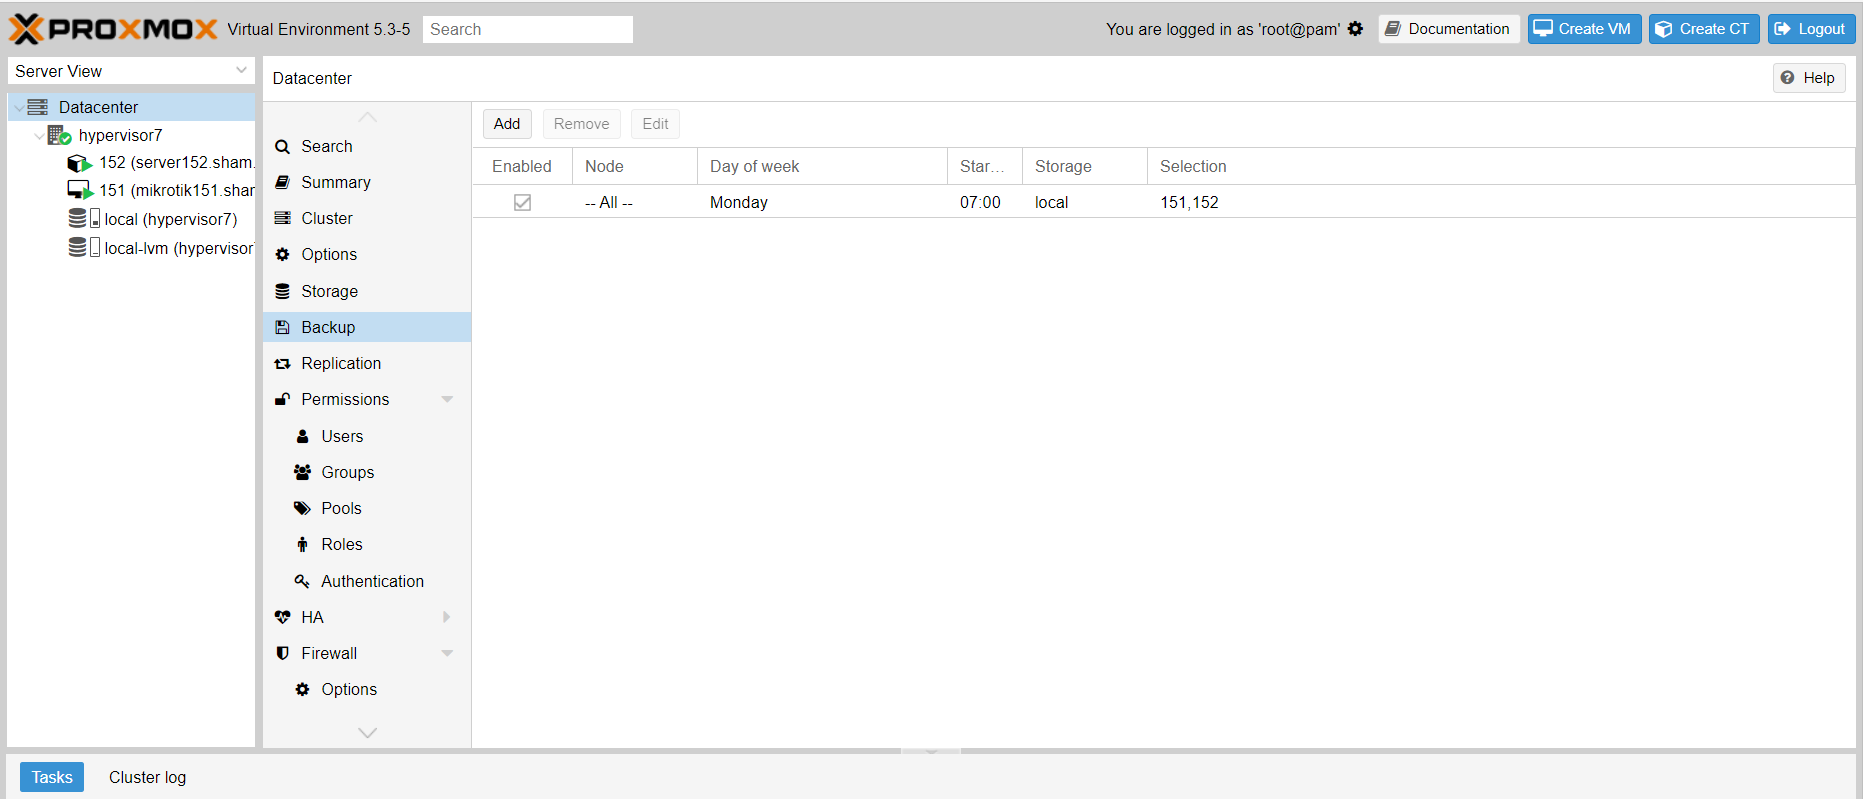 PROXMOX Virtual Environment 5.3-5 Search You are logged in as 'root@pam' Documentation Create VM Create CT Logout
Server View
Datacenter
hypervisor7
152 (server152.sham.
151 (mikrotik151.shar
local (hypervisor7)
local-lvm (hypervisor
Datacenter Help
Search
Summary
Cluster
Options
Storage
Backup
Replication
Permissions
Users
Groups
Pools
Roles
Authentication
HA
Firewall
Options
Add Remove Edit
Enabled Node Day of week Star... Storage Selection
-- All -- Monday 07:00 local 151,152
Tasks Cluster log